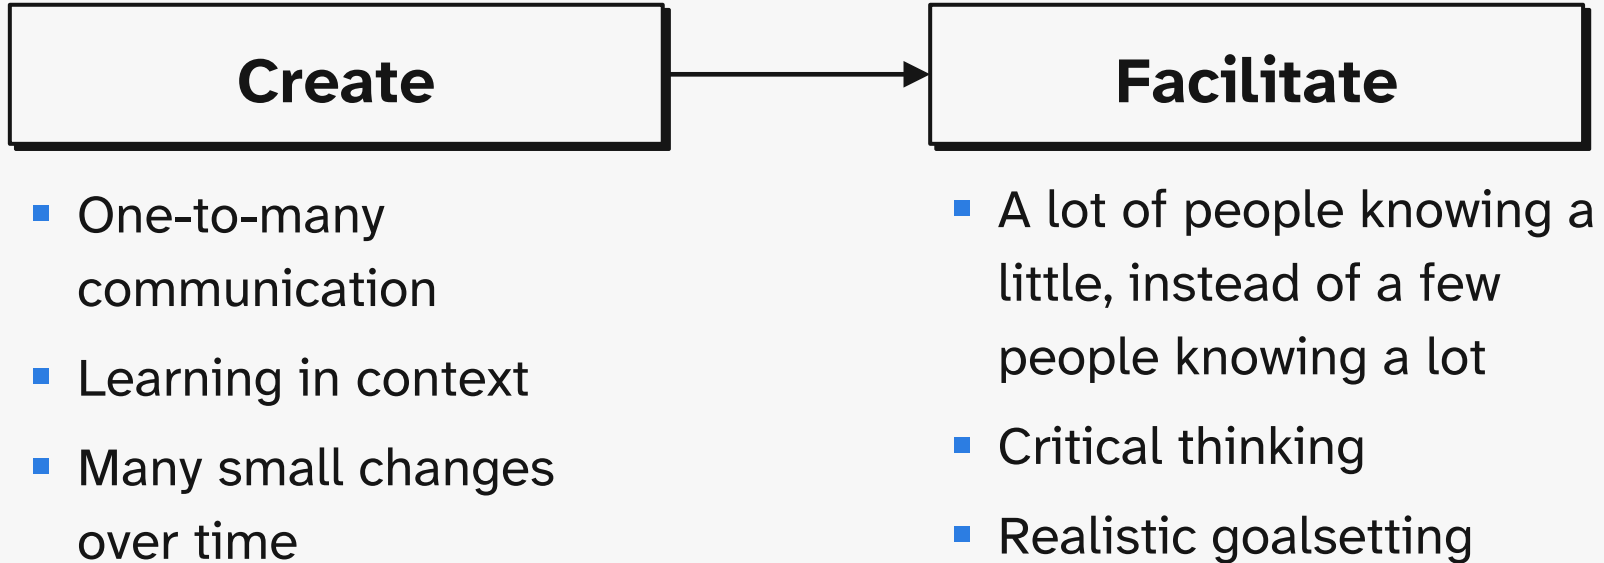 Create
One-to-many
communication
Learning in context
Many small changes
over time
Facilitate
A lot of people knowing a
little, instead of a few
people knowing a lot
Critical thinking
Realistic goalsetting